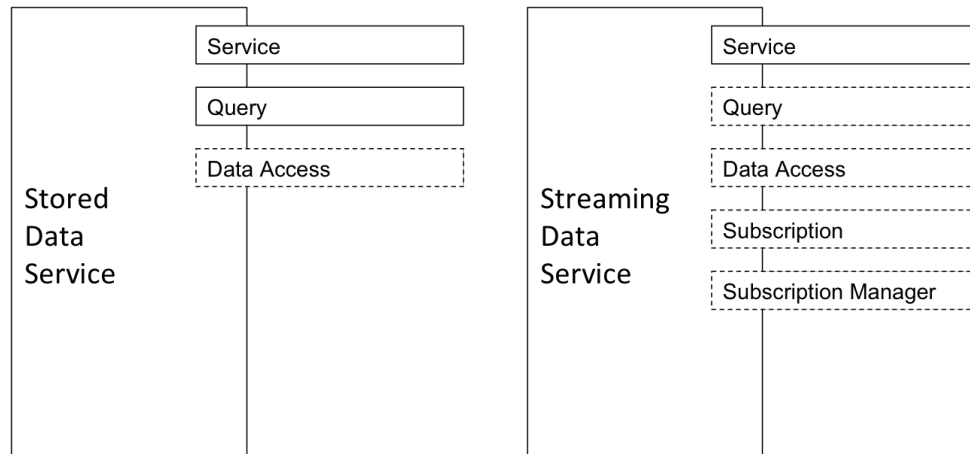 Service
Query
Data Access
Stored
Data
Service
Service
Query
Data Access
Subscription
Subscription Manager
Streaming
Data
Service